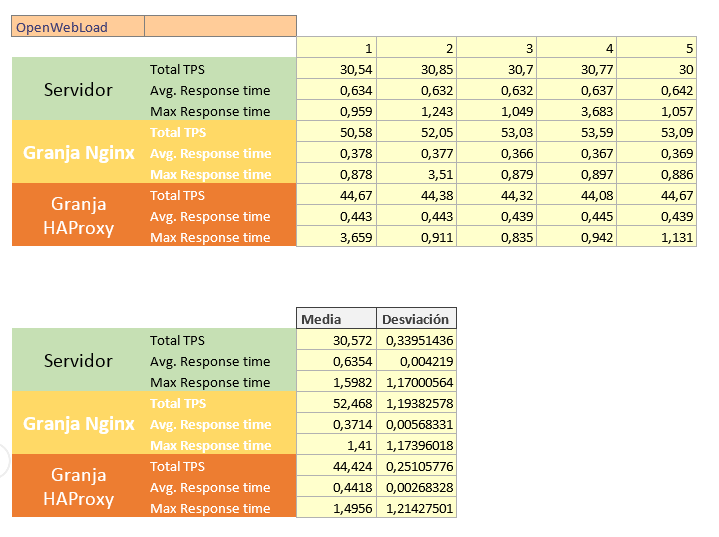 OpenWebLoad
1 2 3 4 5
Servidor
Total TPS 30,54 30,85 30,7 30,77 30
Avg. Response time 0,634 0,632 0,632 0,637 0,642
Max Response time 0,959 1,243 1,049 3,683 1,057
Granja Nginx
Total TPS 50,58 52,05 53,03 53,59 53,09
Avg. Response time 0,378 0,377 0,366 0,367 0,369
Max Response time 0,878 3,51 0,879 0,897 0,886
Granja
HAProxy
Total TPS 44,67 44,38 44,32 44,08 44,67
Avg. Response time 0,443 0,443 0,439 0,445 0,439
Max Response time 3,659 0,911 0,835 0,942 1,131
Media Desviación
Servidor
Total TPS 30,572 0,33951436
Avg. Response time 0,6354 0,004219
Max Response time 1,5982 1,17000564
Granja Nginx
Total TPS 52,468 1,19382578
Avg. Response time 0,3714 0,00568331
Max Response time 1,41 1,17396018
Granja
HAProxy
Total TPS 44,424 0,25105776
Avg. Response time 0,4418 0,00268328
Max Response time 1,4956 1,21427501